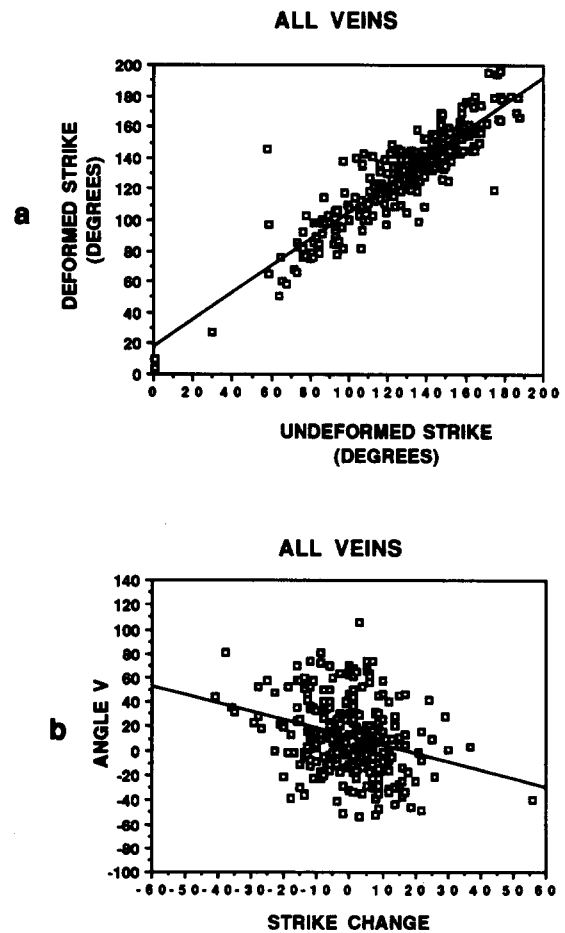 ALL VEINS
a
DEFORMED STRIKE
(DEGREES)
200
180
160
140
120
100
80
60
40
20
0
0 20 40 60 80 100 120 140 160 180 200
UNDEFORMED STRIKE
(DEGREES)
ALL VEINS
b
ANGLE V
140
120
100
80
60
40
20
0
-20
-40
-60
-80
-100
-60-50-40-30-20-10 0 10 20 30 40 50 60
STRIKE CHANGE